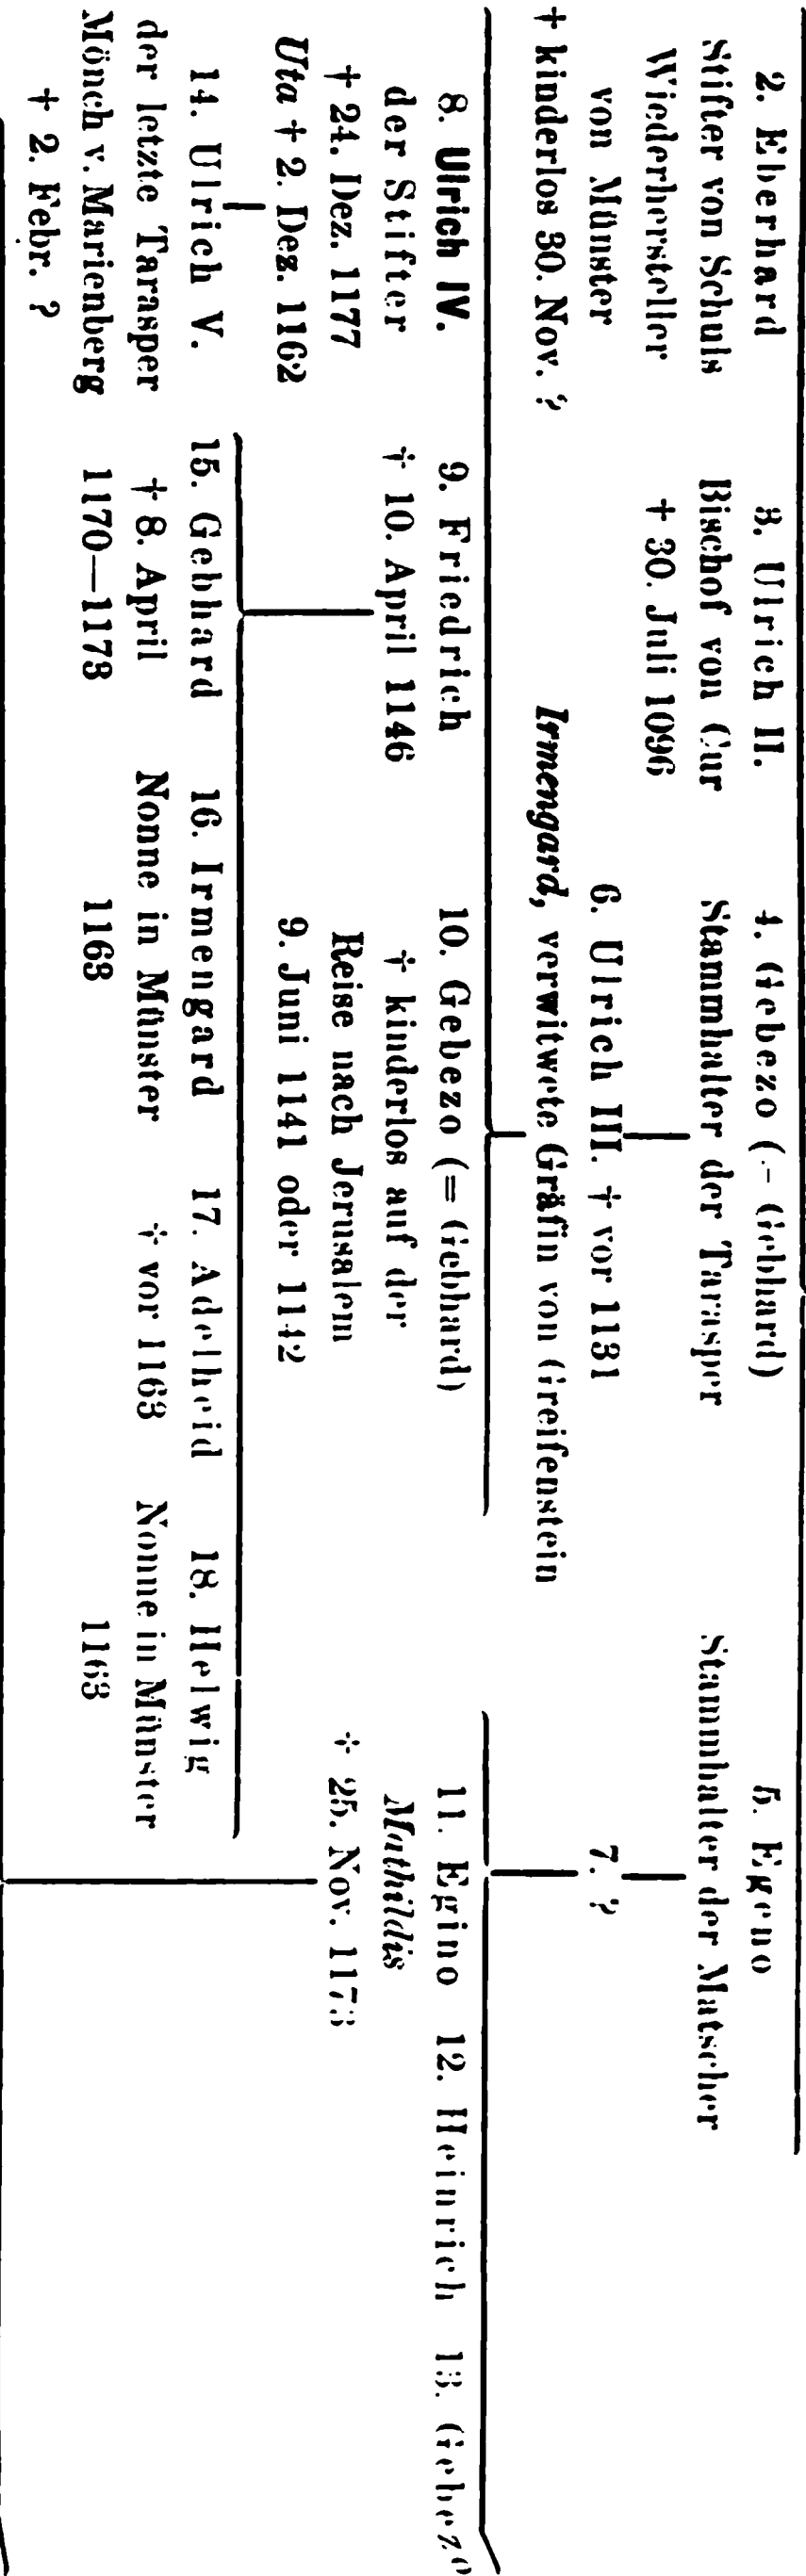 2. Eberhard
Stifter von Schuls
Wiederhersteller
von Münster
† kinderlos 30. Nov. ?
3. Ulrich II.
Bischof von Cur
† 30. Juli 1096
4. Gebezo (= Gebhard)
Stammhalter der Tarasper
5. Egeno
Stammhalter der Matscher
6. Ulrich III. † vor 1131
Irmengard, verwitwete Gräfin von Greifenstein
7. ?
8. Ulrich IV.
der Stifter
† 24. Dez. 1177
Uta † 2. Dez. 1162
9. Friedrich
† 10. April 1146
10. Gebezo (= Gebhard)
† kinderlos auf der
Reise nach Jerusalem
9. Juni 1141 oder 1142
11. Egino
Mathildis
† 25. Nov. 1173
12. Heinrich
13. Gebezo
14. Ulrich V.
der letzte Tarasper
Mönch v. Marienberg
† 2. Febr. ?
15. Gebhard
† 8. April
1170—1173
16. Irmengard
Nonne in Münster
1163
17. Adelheid
† vor 1163
18. Helwig
Nonne in Münster
1163